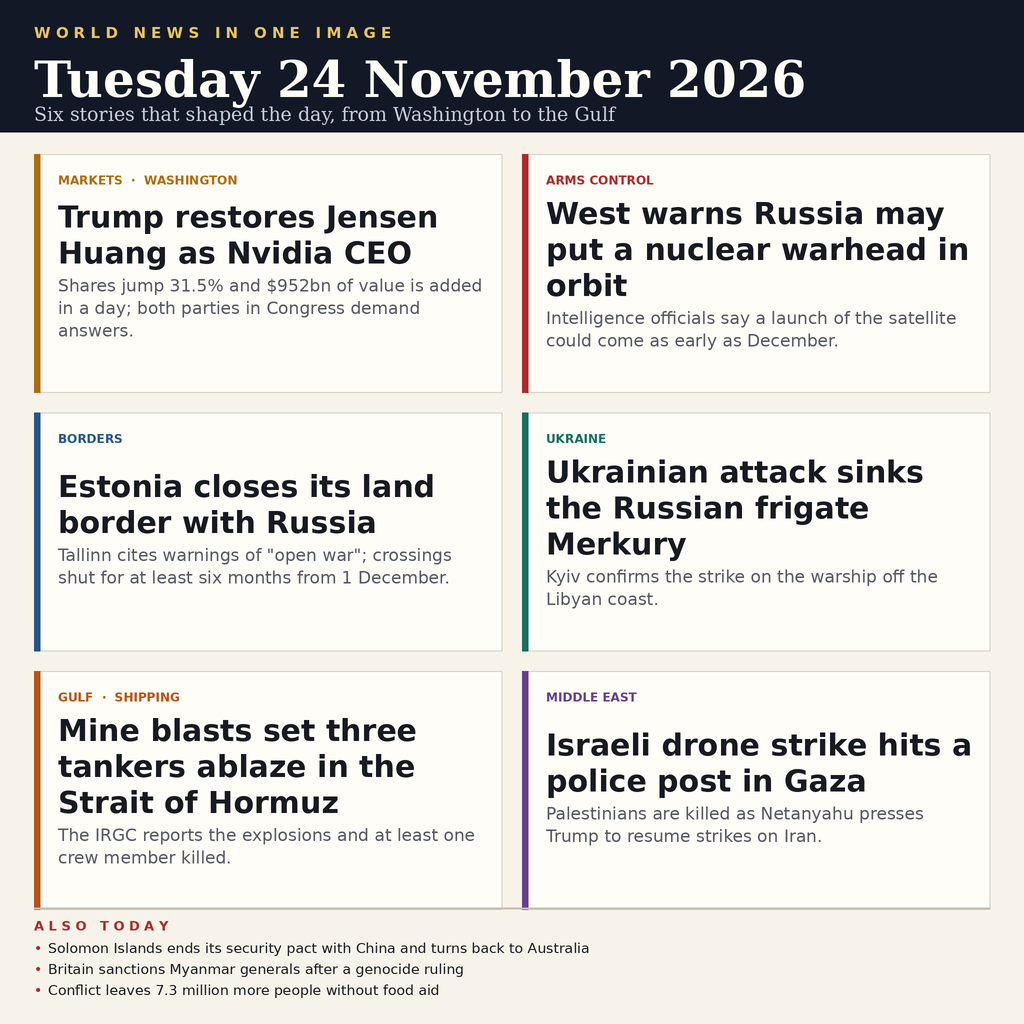 WORLD NEWS IN ONE IMAGE
Tuesday 24 November 2026
Six stories that shaped the day, from Washington to the Gulf
MARKETS · WASHINGTON
Trump restores Jensen
Huang as Nvidia CEO
Shares jump 31.5% and $952bn of value is added
in a day; both parties in Congress demand
answers.
ARMS CONTROL
West warns Russia may
put a nuclear warhead in
orbit
Intelligence officials say a launch of the satellite
could come as early as December.
BORDERS
Estonia closes its land
border with Russia
Tallinn cites warnings of "open war"; crossings
shut for at least six months from 1 December.
UKRAINE
Ukrainian attack sinks
the Russian frigate
Merkury
Kyiv confirms the strike on the warship off the
Libyan coast.
GULF · SHIPPING
Mine blasts set three
tankers ablaze in the
Strait of Hormuz
The IRGC reports the explosions and at least one
crew member killed.
MIDDLE EAST
Israeli drone strike hits a
police post in Gaza
Palestinians are killed as Netanyahu presses
Trump to resume strikes on Iran.
ALSO TODAY
• Solomon Islands ends its security pact with China and turns back to Australia
• Britain sanctions Myanmar generals after a genocide ruling
• Conflict leaves 7.3 million more people without food aid